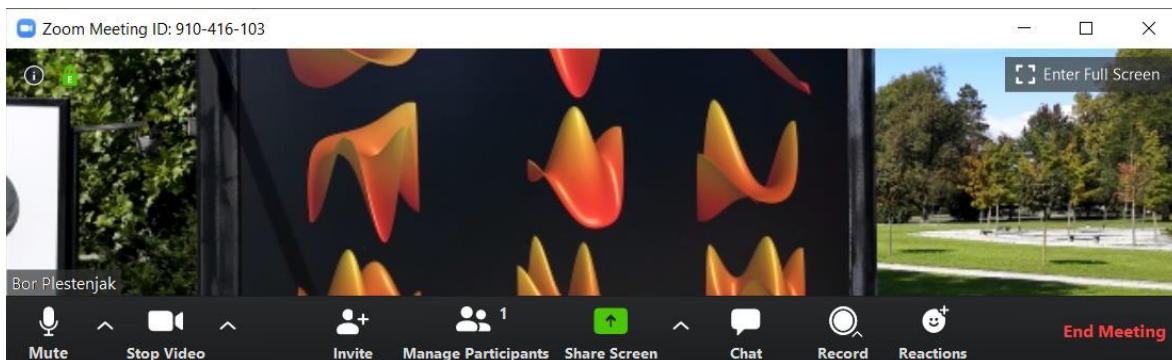 Zoom Meeting ID: 910-416-103
E
Enter Full Screen
Bor Plestenjak
1
Mute
Stop Video
Invite
Manage Participants
Share Screen
Chat
Record
Reactions
End Meeting